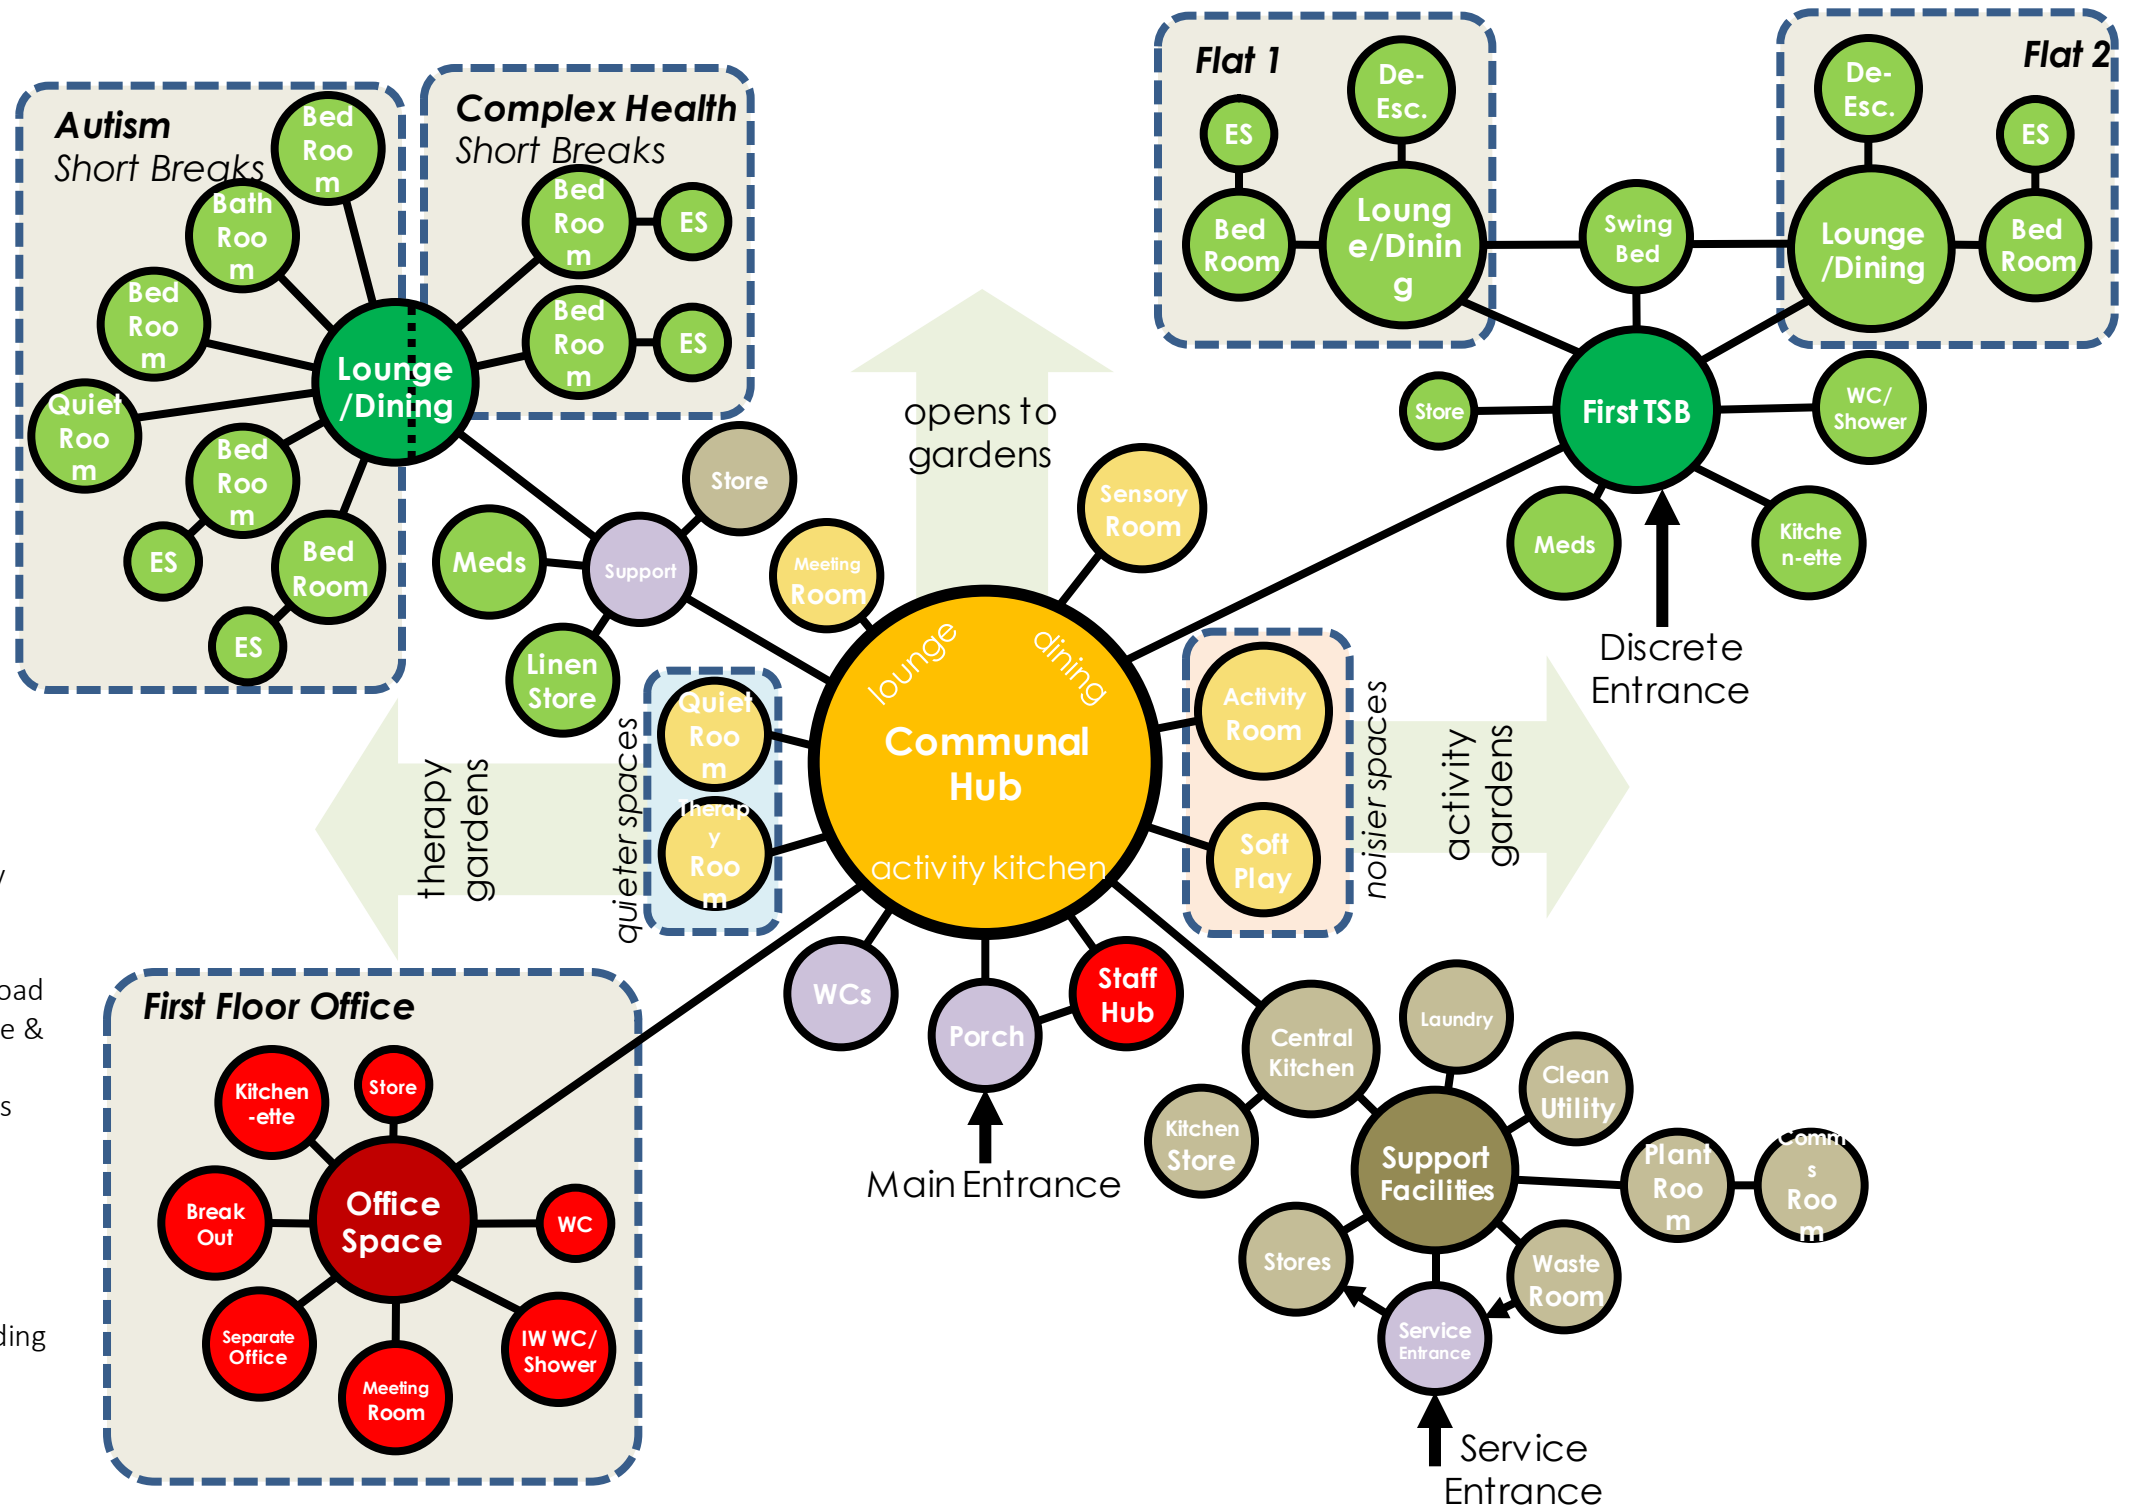 Autism
Short Breaks
Bed
Roo
m
Bath
Roo
m
Bed
Roo
m
Quiet
Roo
m
Bed
Roo
m
ES
Bed
Room
ES
Lounge
/Dining
Complex Health
Short Breaks
Bed
Roo
m
ES
Bed
Roo
m
ES
Flat 1
De-
Esc.
ES
Bed
Room
Loung
e/Dinin
g
Swing
Bed
Flat 2
De-
Esc.
ES
Lounge
/Dining
Bed
Room
First TSB
Store
WC/
Shower
Meds
Kitche
n-ette
Discrete
Entrance
opens to
gardens
Store
Meds
Support
Linen
Store
Meeting
Room
Sensory
Room
lounge
dining
Communal
Hub
activity kitchen
Quiet
Roo
m
Therap
y
Roo
m
quieter spaces
therapy
gardens
Activity
Room
Soft
Play
noisier spaces
activity
gardens
WCs
Porch
Staff
Hub
Main Entrance
y
oad
e &
s
ding
First Floor Office
Kitchen
-ette
Store
Break
Out
Office
Space
WC
Separate
Office
Meeting
Room
IW WC/
Shower
Central
Kitchen
Kitchen
Store
Laundry
Clean
Utility
Support
Facilities
Plant
Roo
m
Comm
s
Roo
m
Stores
Waste
Room
Service
Entrance
Service
Entrance